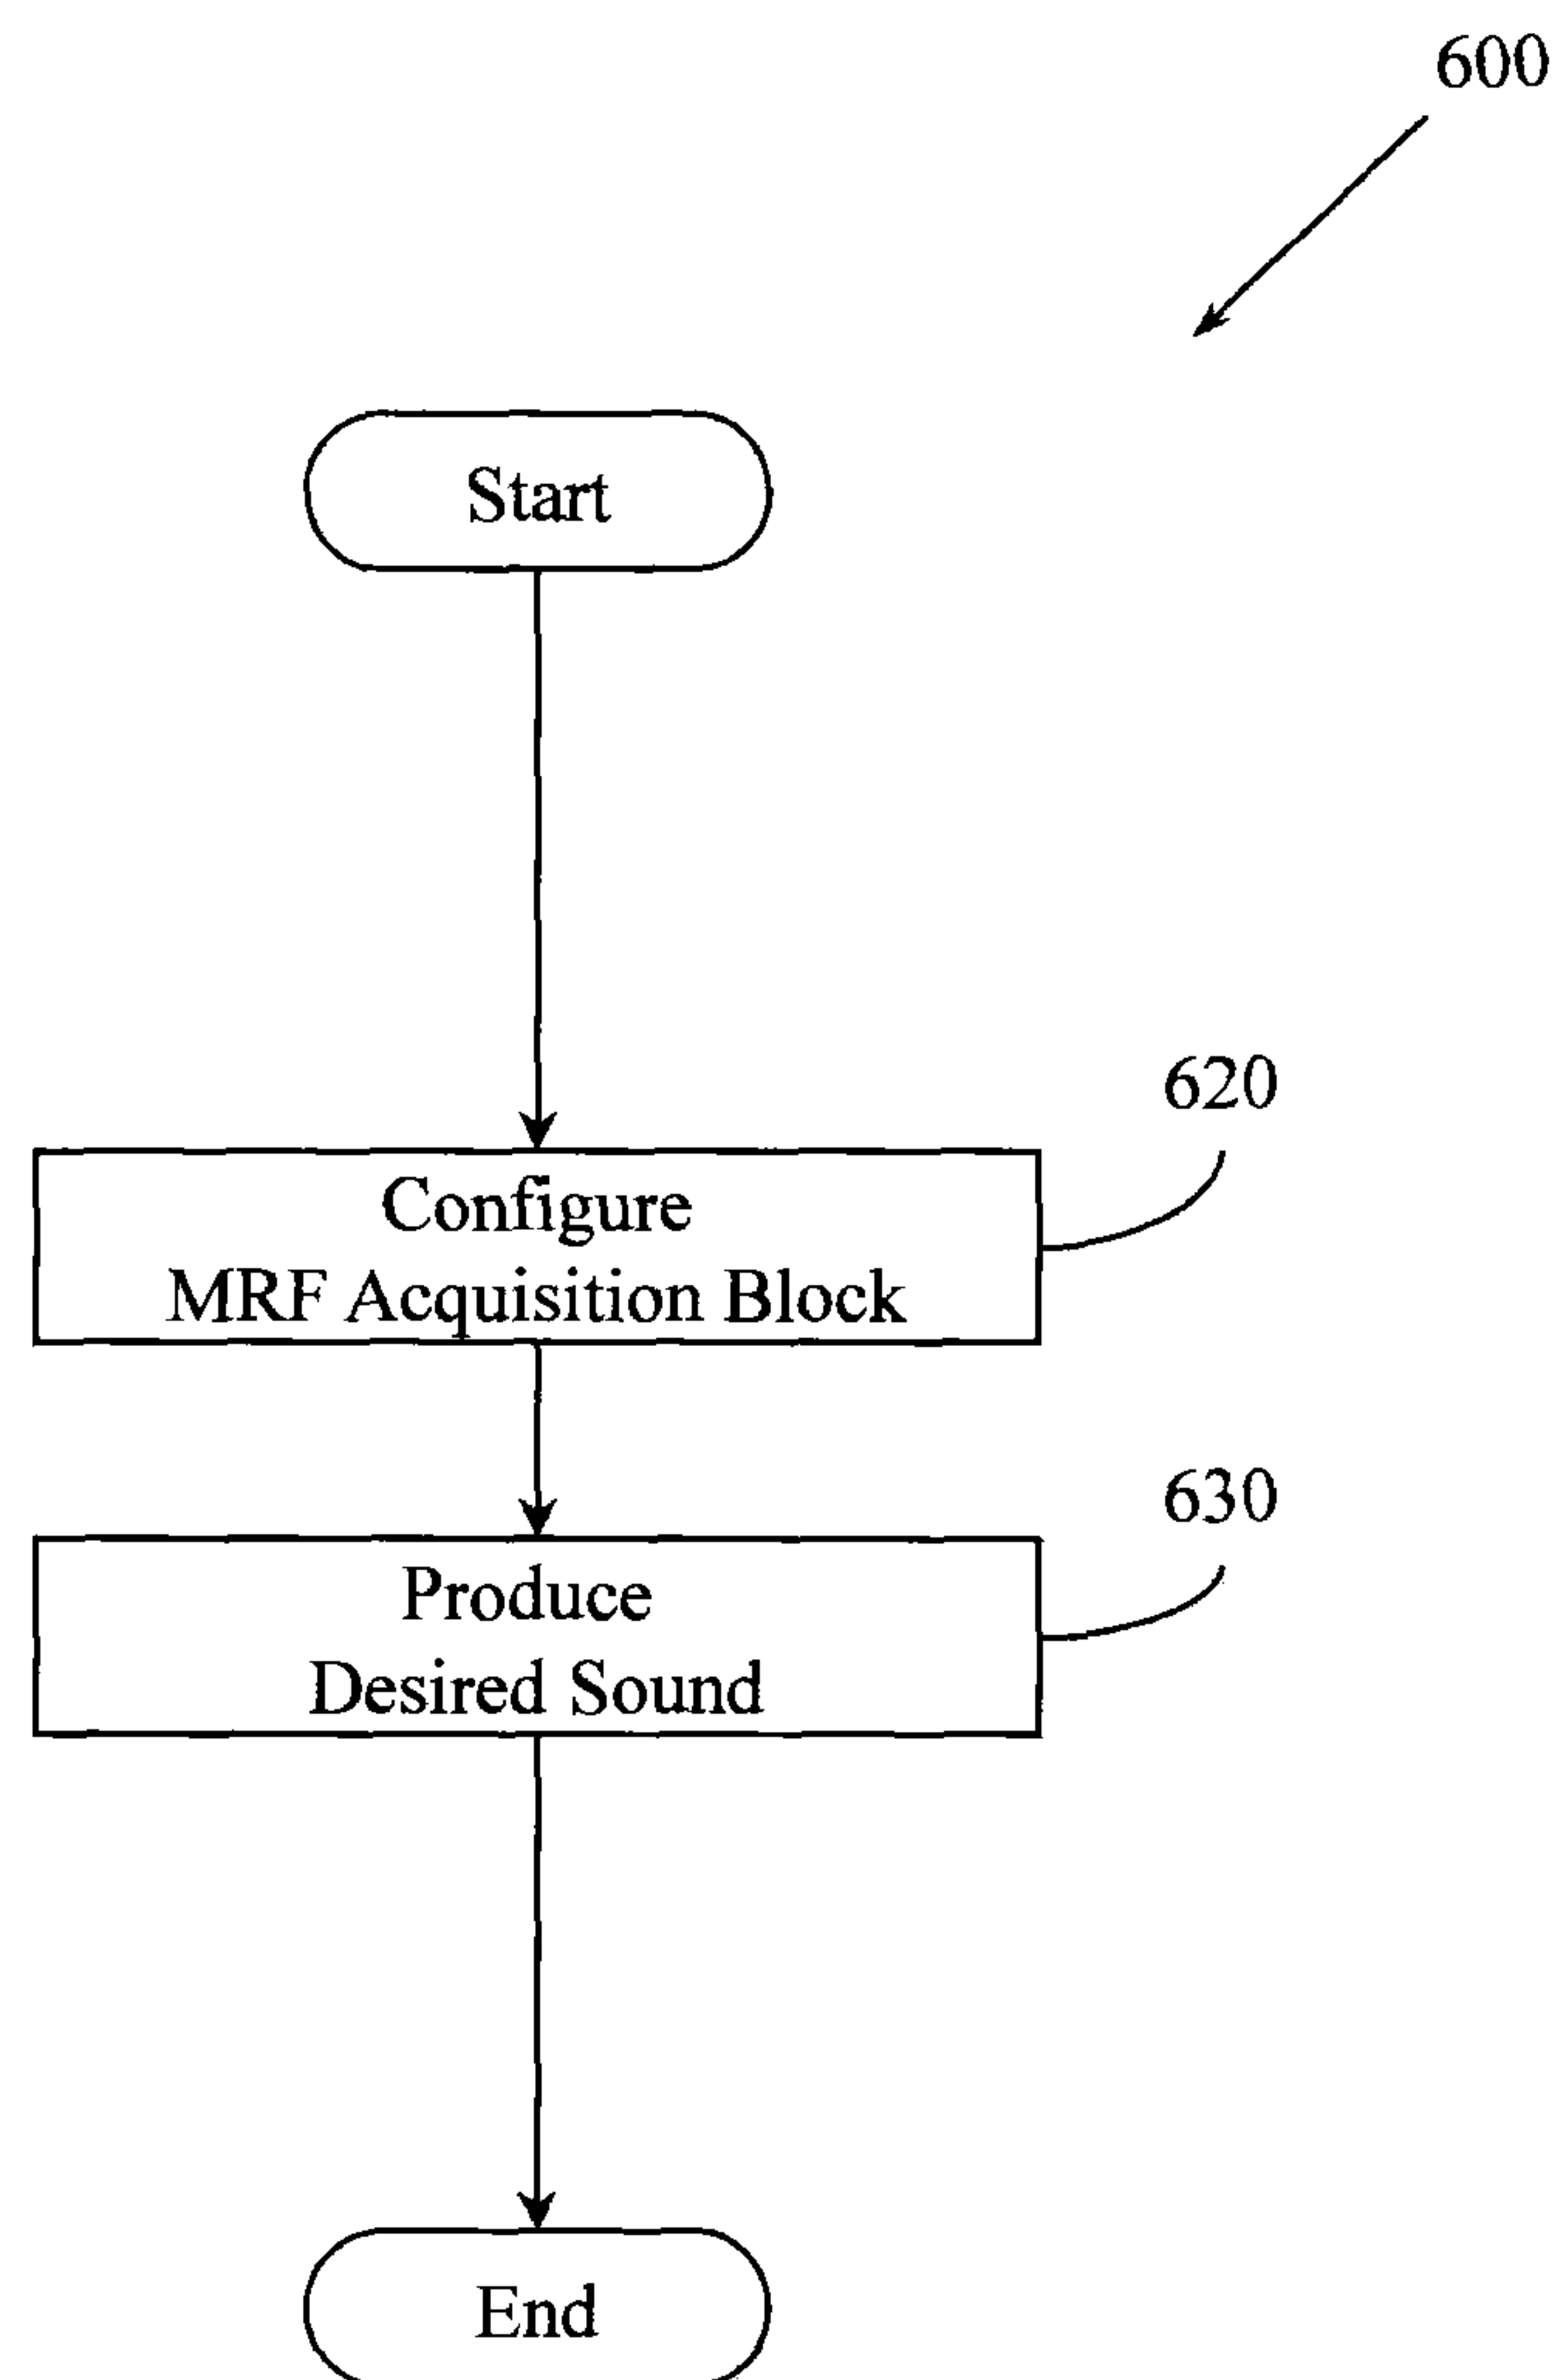 600
Start
620
Configure
MRF Acquisition Block
630
Produce
Desired Sound
End